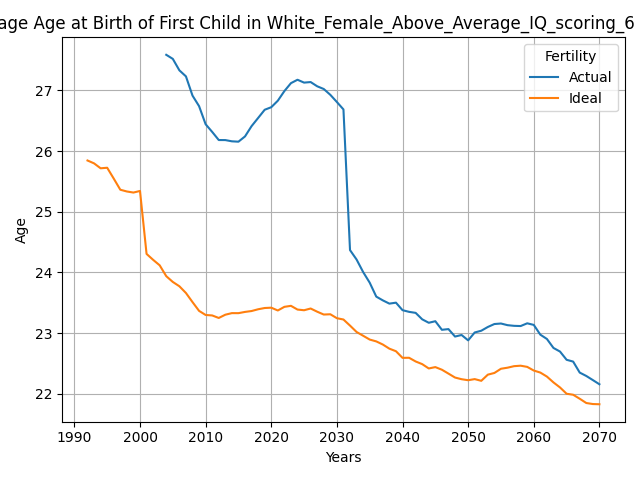 age Age at Birth of First Child in White_Female_Above_Average_IQ_scoring_6
Fertility
Actual
Ideal
27
26
25
24
23
22
Age
1990 2000 2010 2020 2030 2040 2050 2060 2070
Years